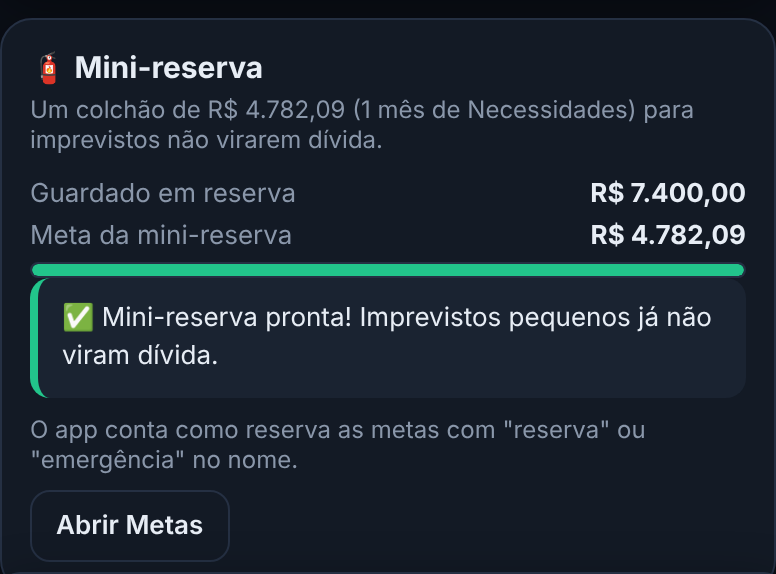 Mini-reserva
Um colchão de R$ 4.782,09 (1 mês de Necessidades) para
imprevistos não virarem dívida.
Guardado em reserva R$ 7.400,00
Meta da mini-reserva R$ 4.782,09
✅ Mini-reserva pronta! Imprevistos pequenos já não
viram dívida.
O app conta como reserva as metas com "reserva" ou
"emergência" no nome.
Abrir Metas